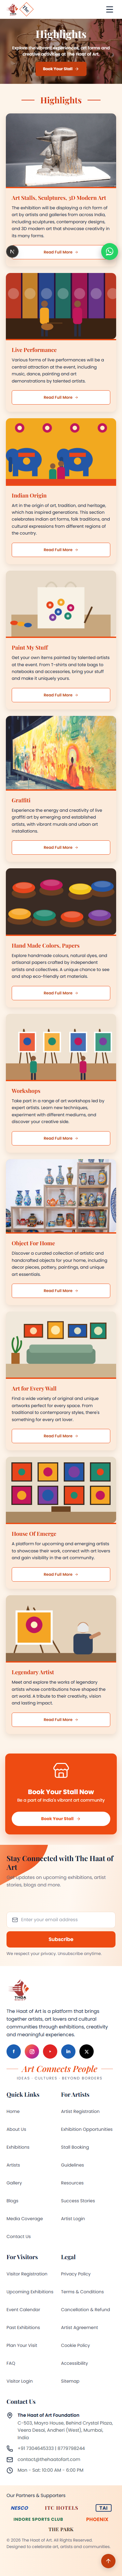 Highlights
Explore the vibrant experiences, art forms and
creative activities at The Haat of Art.
Book Your Stall →
Highlights
Art Stalls, Sculptures, 3D Modern Art
The exhibition will be displaying a rich form of
art by artists and galleries from across India,
boasting sculptures, contemporary designs,
and 3D modern art that showcase creativity in
its many forms.
Read Full More →
Live Performance
Various forms of live performances will be a
central attraction at the event, including
music, dance, painting and art
demonstrations by talented artists.
Read Full More →
Indian Origin
Art in the origin of art, tradition, and heritage,
with local inspired generations. This section
celebrates Indian art forms, folk traditions, and
cultural expressions from different regions of
the country.
Read Full More →
Paint My Stuff
Get your own items painted by talented artists
at the event. From T-shirts and tote bags to
notebooks and accessories, bring your stuff
and make it uniquely yours.
Read Full More →
Graffiti
Experience the energy and creativity of live
graffiti art by emerging and established
artists, with vibrant murals and urban art
installations.
Read Full More →
Hand Made Colors, Papers
Explore handmade colours, natural dyes, and
artisanal papers crafted by independent
artists and collectives. A unique chance to see
and shop eco-friendly art materials.
Read Full More →
Workshops
Take part in a range of art workshops led by
expert artists. Learn new techniques,
experiment with different mediums, and
discover your creative side.
Read Full More →
Object For Home
Discover a curated collection of artistic and
handcrafted objects for your home, including
decor pieces, pottery, paintings, and unique
art essentials.
Read Full More →
Art for Every Wall
Find a wide variety of original and unique
artworks perfect for every space. From
traditional to contemporary styles, there's
something for every art lover.
Read Full More →
House Of Emerge
A platform for upcoming and emerging artists
to showcase their work, connect with art lovers
and gain visibility in the art community.
Read Full More →
Legendary Artist
Meet and explore the works of legendary
artists whose contributions have shaped the
art world. A tribute to their creativity, vision
and lasting impact.
Read Full More →
Book Your Stall Now
Be a part of India's vibrant art community
Book Your Stall →
Stay Connected with The Haat of
Art
Get updates on upcoming exhibitions, artist
stories, blogs and more.
Enter your email address
Subscribe
We respect your privacy. Unsubscribe anytime.
The Haat of Art is a platform that brings
together artists, art lovers and cultural
communities through exhibitions, creativity
and meaningful experiences.
Art Connects People
IDEAS · CULTURES · BEYOND BORDERS
Quick Links
Home
About Us
Exhibitions
Artists
Gallery
Blogs
Media Coverage
Contact Us
For Artists
Artist Registration
Exhibition Opportunities
Stall Booking
Guidelines
Resources
Success Stories
Artist Login
For Visitors
Visitor Registration
Upcoming Exhibitions
Event Calendar
Past Exhibitions
Plan Your Visit
FAQ
Visitor Login
Legal
Privacy Policy
Terms & Conditions
Cancellation & Refund
Artist Agreement
Cookie Policy
Accessibility
Sitemap
Contact Us
The Haat of Art Foundation
C-503, Mayro House, Behind Crystal Plaza,
Veera Desai, Andheri (West), Mumbai,
India
+91 7304645333 | 8779798244
contact@thehaatofart.com
Mon - Sat: 10:00 AM - 6:00 PM
Our Partners & Supporters
NESCO
ITC HOTELS
TAI
INDOORE SPORTS CLUB
PHOENIX
THE PARK
© 2026 The Haat of Art. All Rights Reserved.
Designed to celebrate art, artists and communities.